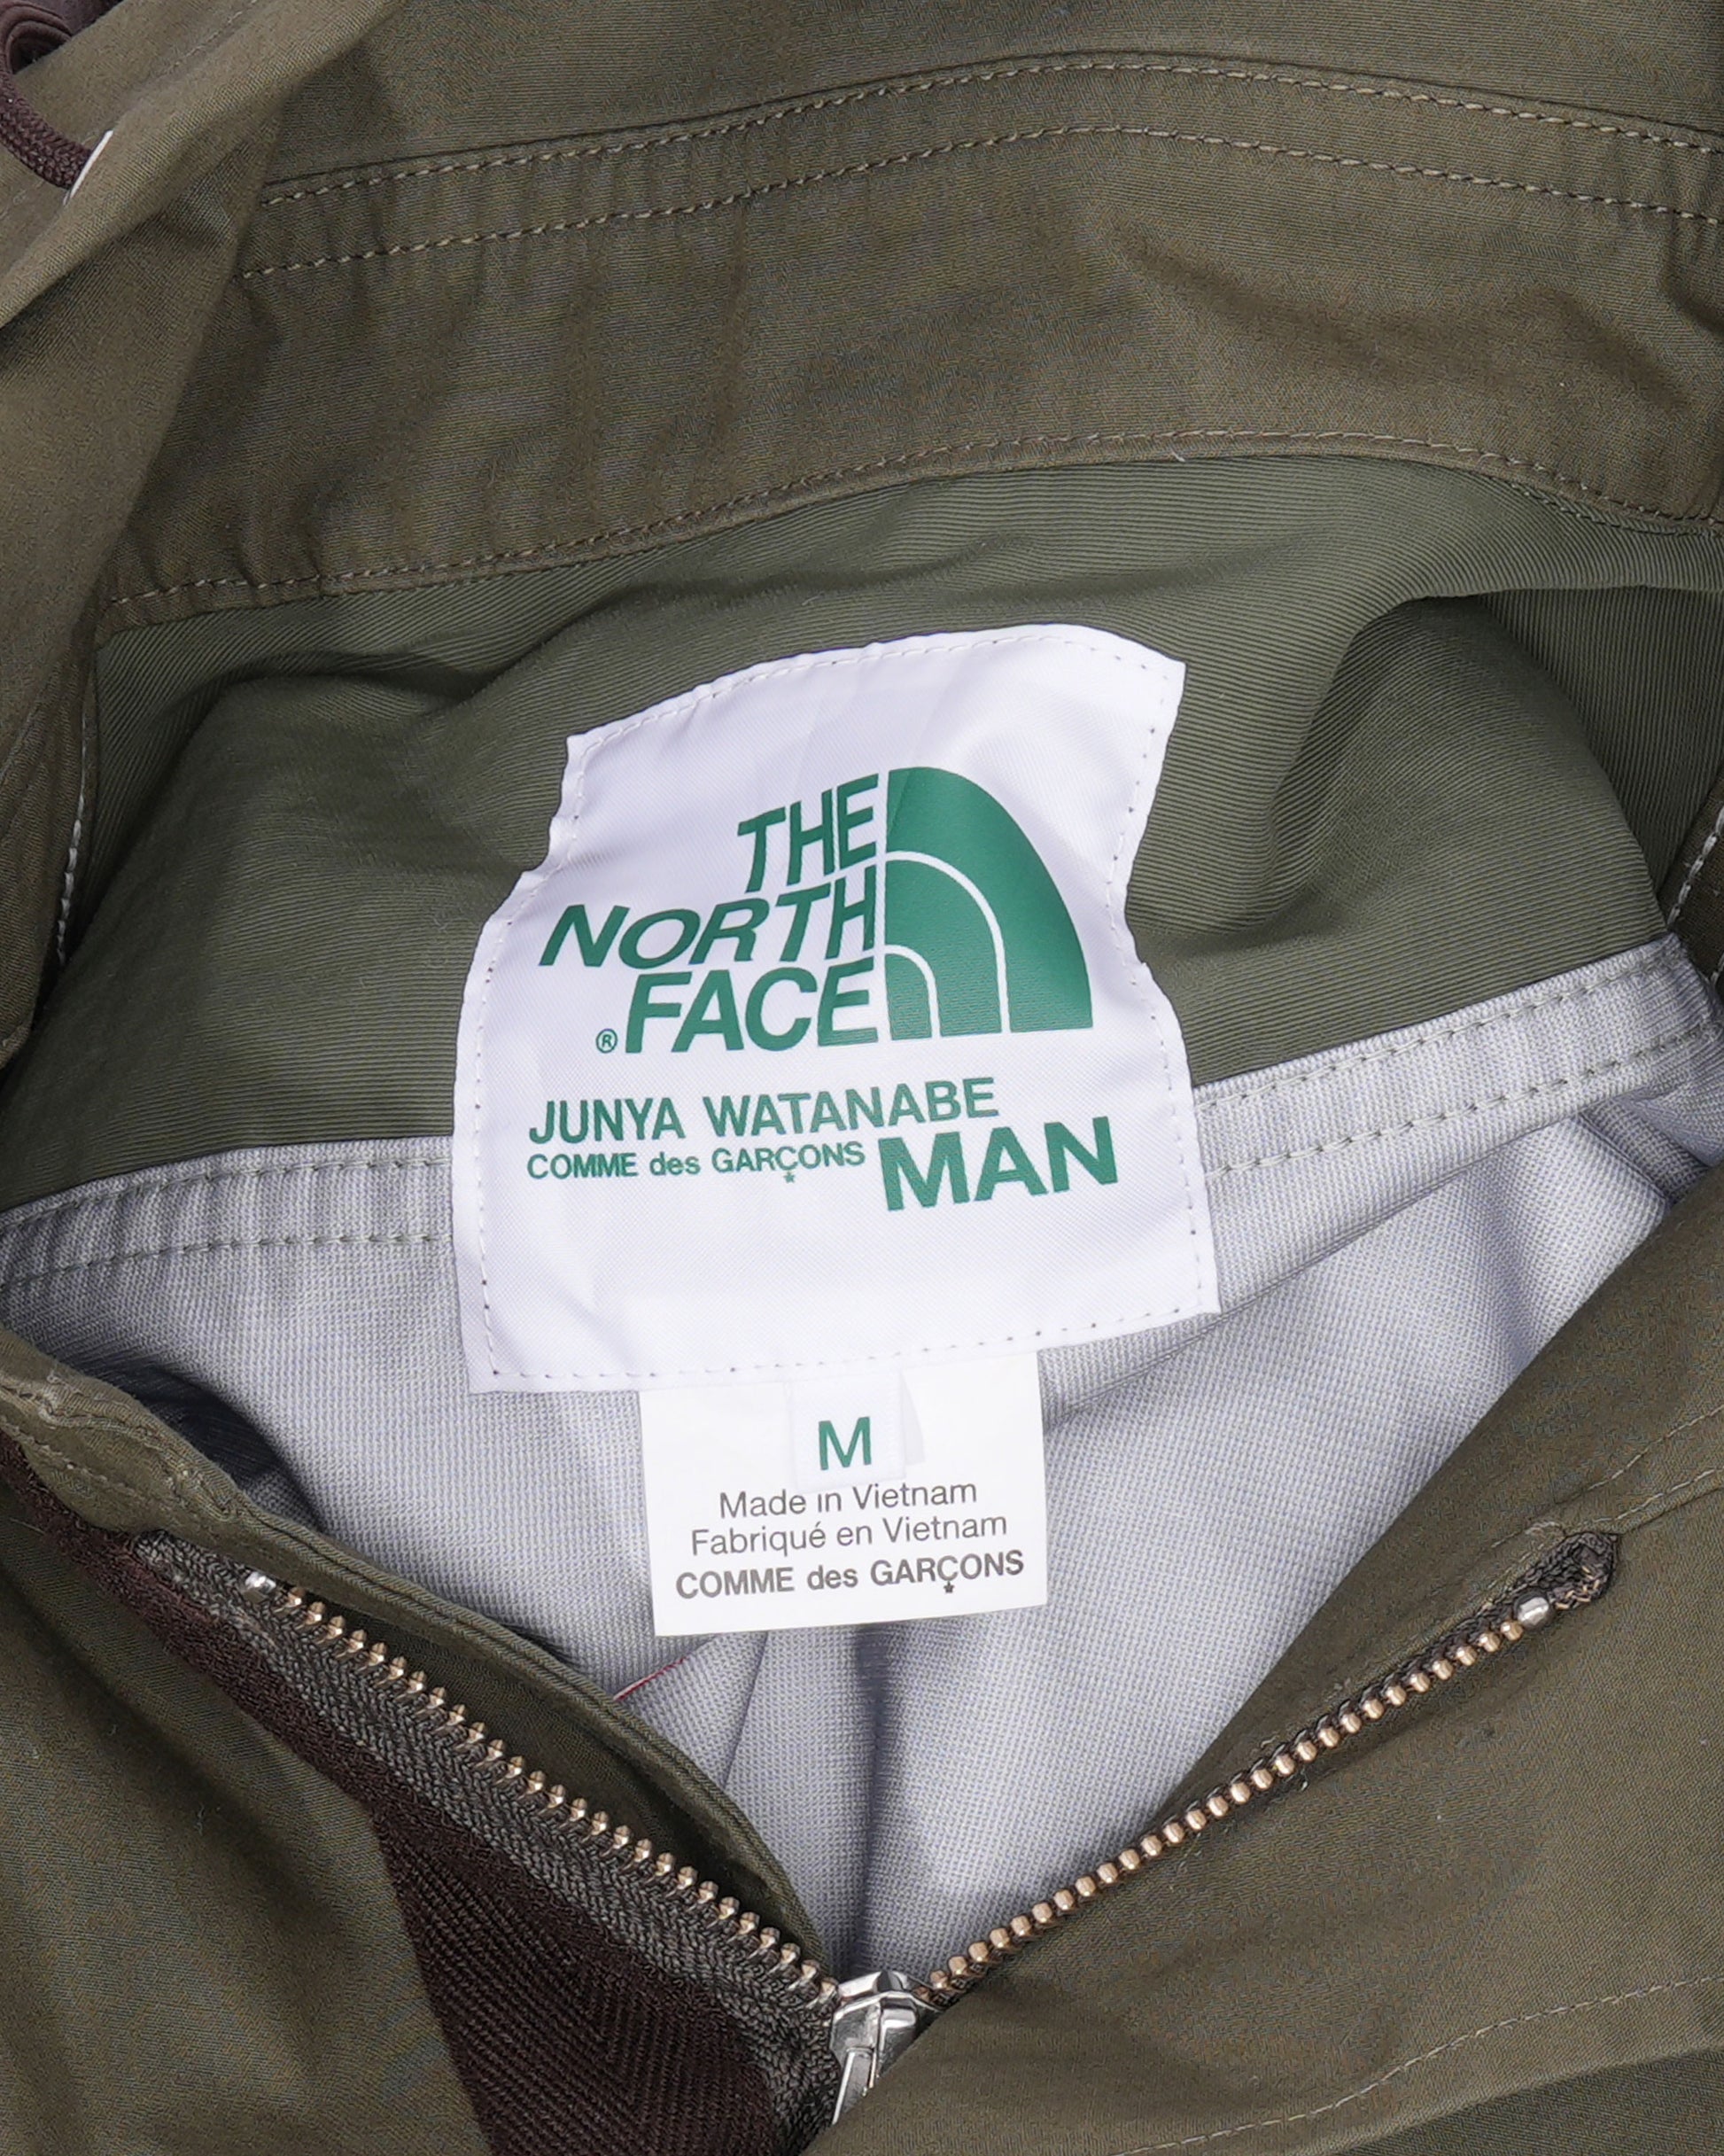 THE
NORTH
FACE®
JUNYA WATANABE
COMME des GARÇONS MAN
M
Made in Vietnam
Fabriqué en Vietnam
COMME des GARÇONS